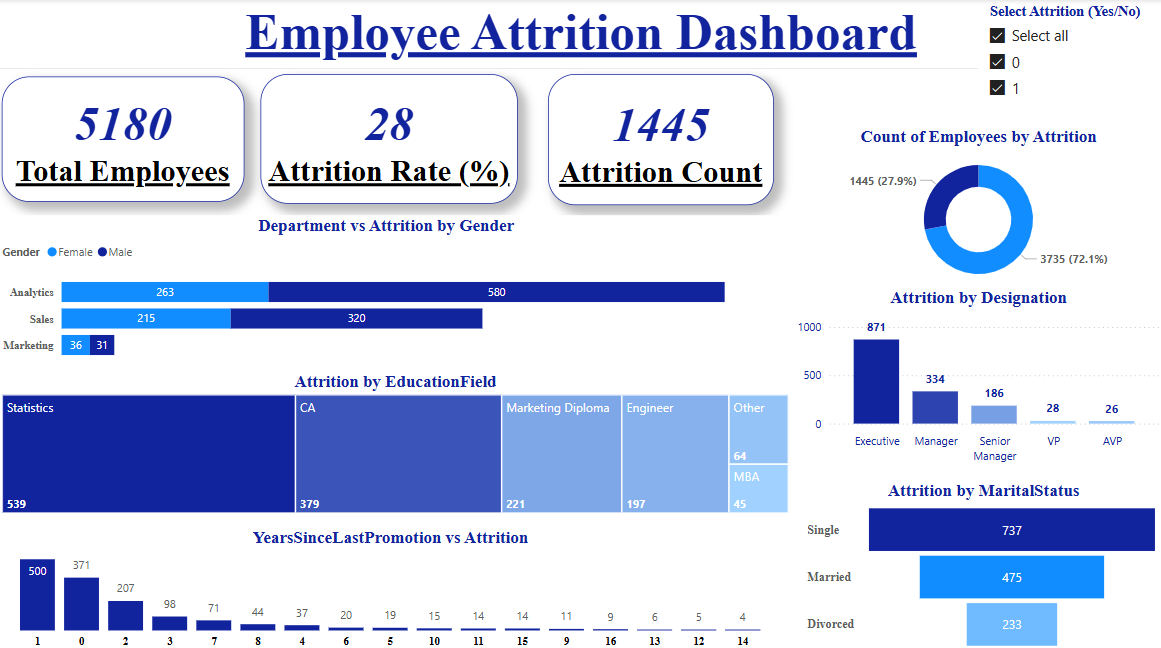 Employee Attrition Dashboard
Select Attrition (Yes/No)
Select all
0
1
5180
Total Employees
28
Attrition Rate (%)
1445
Attrition Count
Count of Employees by Attrition
1445 (27.9%)
3735 (72.1%)
Department vs Attrition by Gender
Gender Female Male
Analytics 263 580
Sales 215 320
Marketing 36 31
Attrition by Designation
1000
500
0
871 334 186 28 26
Executive Manager Senior Manager VP AVP
Attrition by EducationField
Statistics CA Marketing Diploma Engineer Other
64
MBA
539 379 221 197 45
Attrition by MaritalStatus
Single 737
Married 475
Divorced 233
YearsSinceLastPromotion vs Attrition
500 371 207 98 71 44 37 20 19 15 14 14 11 9 6 5 4
1 0 2 3 7 8 4 6 5 10 11 15 9 16 13 12 14